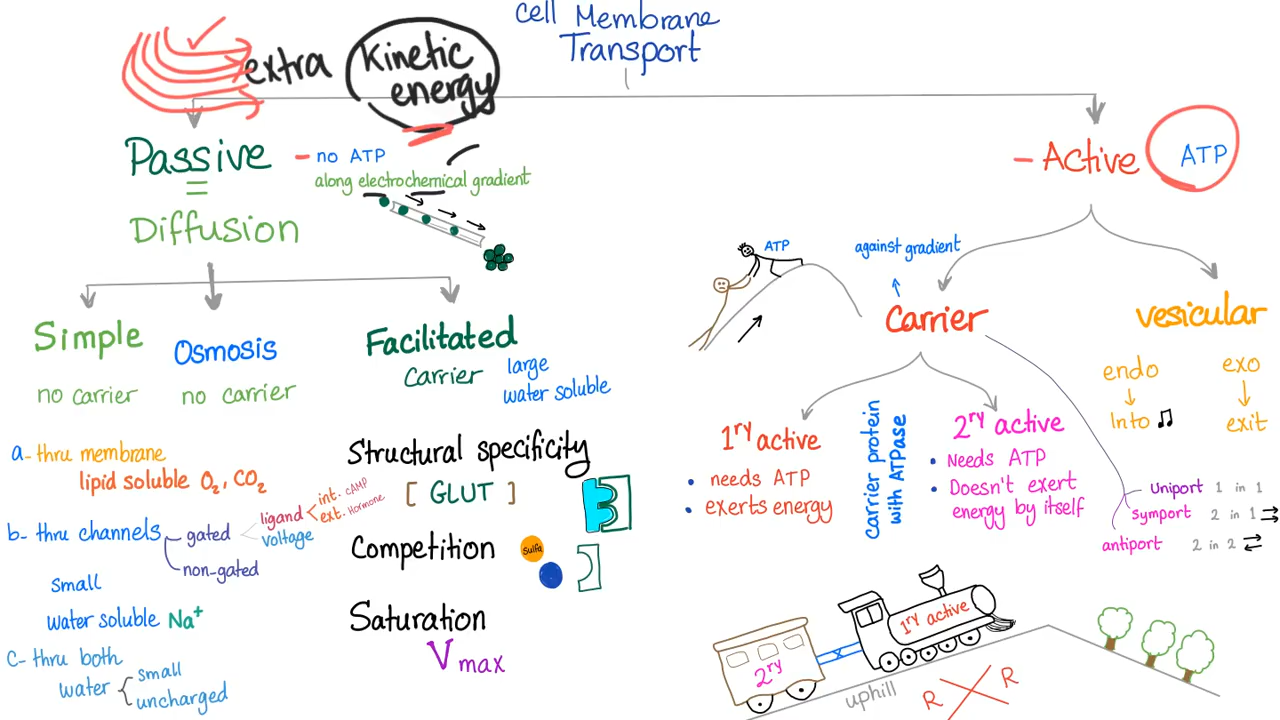 Cell Membrane
Transport
extra
Kinetic
energy
Passive
- no ATP
along electrochemical gradient
Diffusion
- Active
ATP
Simple
no carrier
Osmosis
no carrier
Facilitated
Carrier
large
water soluble
a- thru membrane
lipid soluble O₂, CO₂
b- thru channels
gated
ligand
int. cAMP
ext. Hormone
voltage
non-gated
small
water soluble Na⁺
c- thru both
water
small
uncharged
Structural specificity
[ GLUT ]
Competition
Sulfa
Saturation
Vmax
ATP
against gradient
Carrier
vesicular
endo
Into
exo
exit
1ʳʸ active
• needs ATP
• exerts energy
carrier protein
with ATPase
2ʳʸ active
• Needs ATP
• Doesn't exert
energy by itself
Uniport 1 in 1
symport 2 in 1
antiport 2 in 2
1ʳʸ active
2ʳʸ
uphill
R R